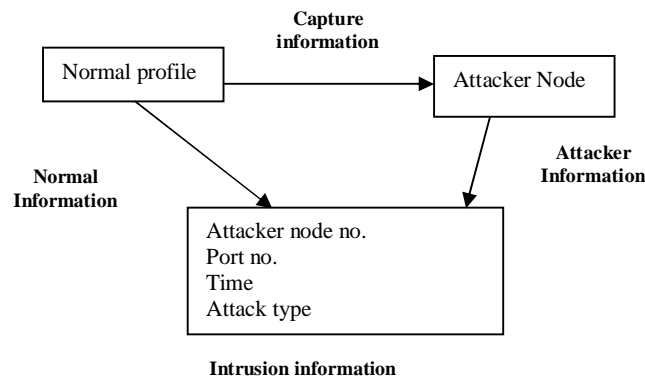 Capture
information
Normal profile
Attacker Node
Normal
Information
Attacker
Information
Attacker node no.
Port no.
Time
Attack type
Intrusion information